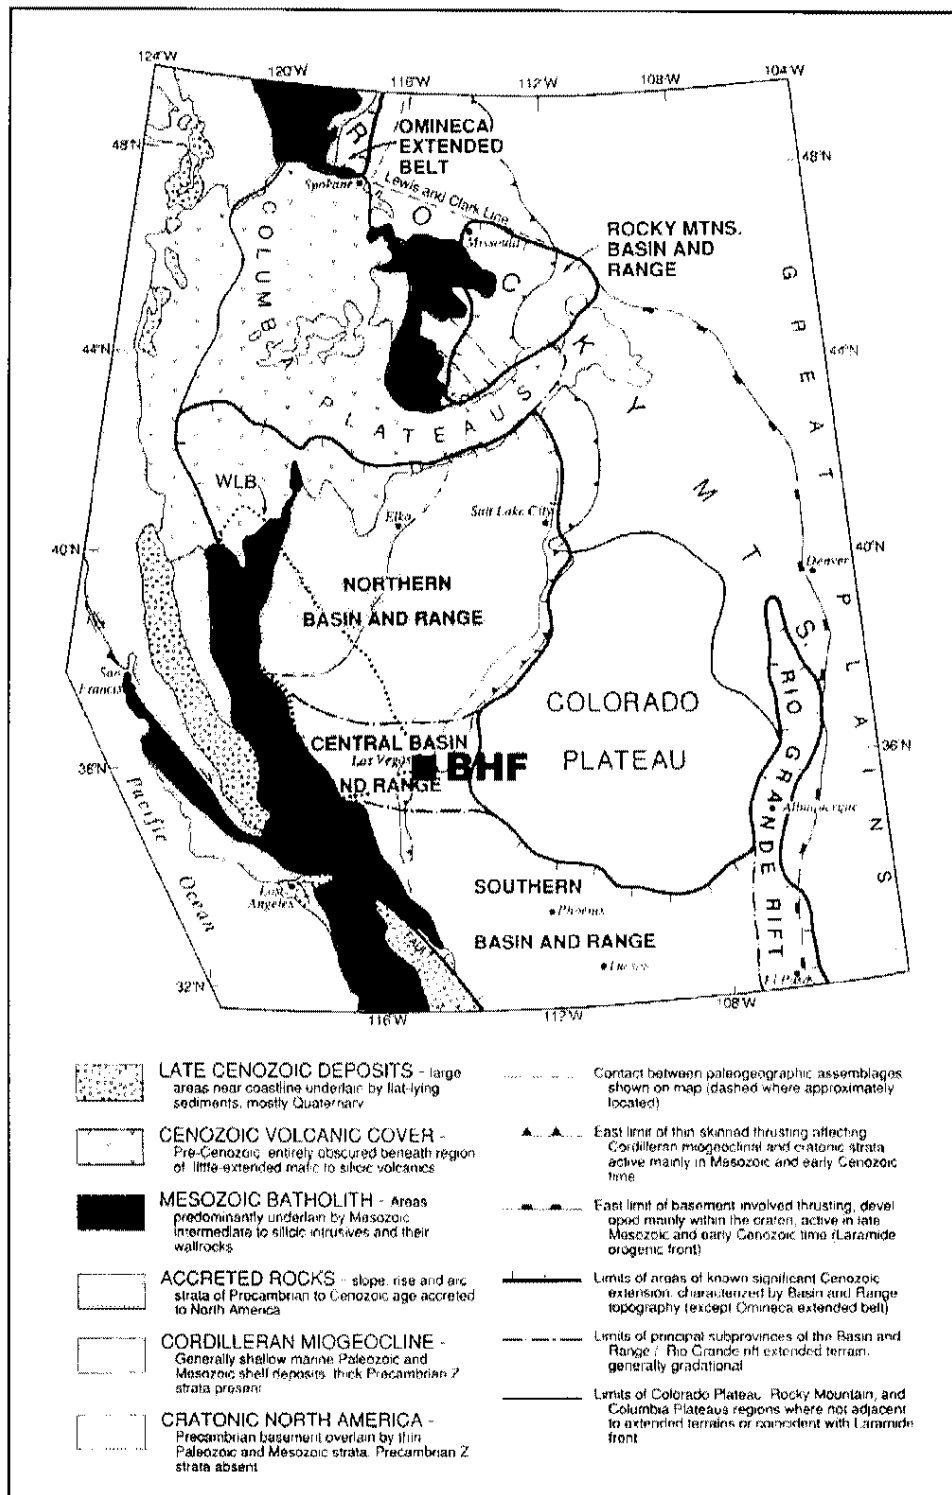 124°W
120°W
116°W
112°W
108°W
104°W
48°N
48°N
OMINECA
EXTENDED
BELT
Spokane
Lewis and Clark Line
Missoula
ROCKY MTNS.
BASIN AND
RANGE
COLUMBIA
PLATEAUS
ROCKY
MTS.
GREAT PLAINS
44°N
44°N
WLB
Elko
Salt Lake City
40°N
40°N
Denver
NORTHERN
BASIN AND RANGE
San
Francis
COLORADO
PLATEAU
RIO GRANDE RIFT
CENTRAL BASIN
Las Vegas
BHF
ND RANGE
36°N
36°N
Albuquerque
Pacific
Ocean
Los
Angeles
SOUTHERN
Phoenix
BASIN AND RANGE
FAULT
Tucson
El Paso
32°N
116°W
112°W
108°W
LATE CENOZOIC DEPOSITS - large
areas near coastline underlain by flat-lying
sediments, mostly Quaternary
CENOZOIC VOLCANIC COVER -
Pre-Cenozoic entirely obscured beneath region
of little-extended mafic to silicic volcanics
MESOZOIC BATHOLITH - Areas
predominantly underlain by Mesozoic
intermediate to silicic intrusives and their
wallrocks
ACCRETED ROCKS - slope, rise and arc
strata of Precambrian to Cenozoic age accreted
to North America
CORDILLERAN MIOGEOCLINE -
Generally shallow marine Paleozoic and
Mesozoic shelf deposits, thick Precambrian Z
strata present
CRATONIC NORTH AMERICA -
Precambrian basement overlain by thin
Paleozoic and Mesozoic strata. Precambrian Z
strata absent
Contact between paleogeographic assemblages
shown on map (dashed where approximately
located)
East limit of thin skinned thrusting affecting
Cordilleran miogeoclinal and cratonic strata
active mainly in Mesozoic and early Cenozoic
time
East limit of basement involved thrusting, devel
oped mainly within the craton, active in late
Mesozoic and early Cenozoic time (Laramide
orogenic front)
Limits of areas of known significant Cenozoic
extension, characterized by Basin and Range
topography (except Omineca extended belt)
Limits of principal subprovinces of the Basin and
Range / Rio Grande rift extended terrain,
generally gradational
Limits of Colorado Plateau, Rocky Mountain, and
Columbia Plateaus regions where not adjacent
to extended terrains or coincident with Laramide
front